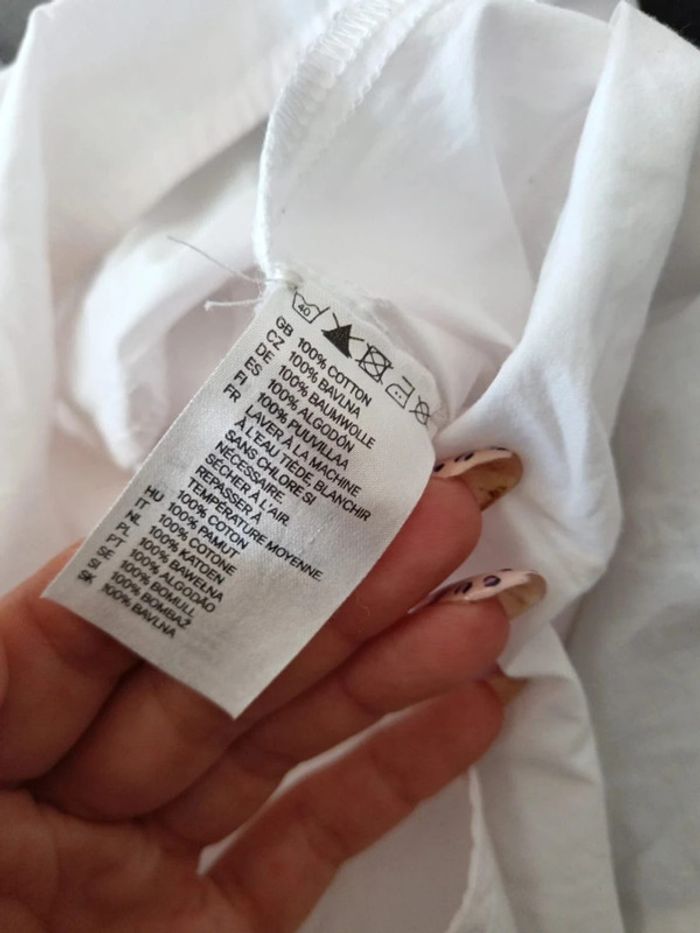 40
GB 100% COTTON
CZ 100% BAVLNA
DE 100% BAUMWOLLE
ES 100% ALGODÓN
FI 100% PUUVILLAA
FR LAVER À LA MACHINE
À L'EAU TIÈDE, BLANCHIR
SANS CHLORE SI
NÉCESSAIRE
SÉCHER À L'AIR.
REPASSER À
TEMPÉRATURE MOYENNE.
100% COTON
HU 100% PAMUT
IT 100% COTONE
NL 100% KATOEN
PL 100% BAWEŁNA
PT 100% ALGODÃO
SE 100% BOMULL
SI 100% BOMBAŽ
SK 100% BAVLNA